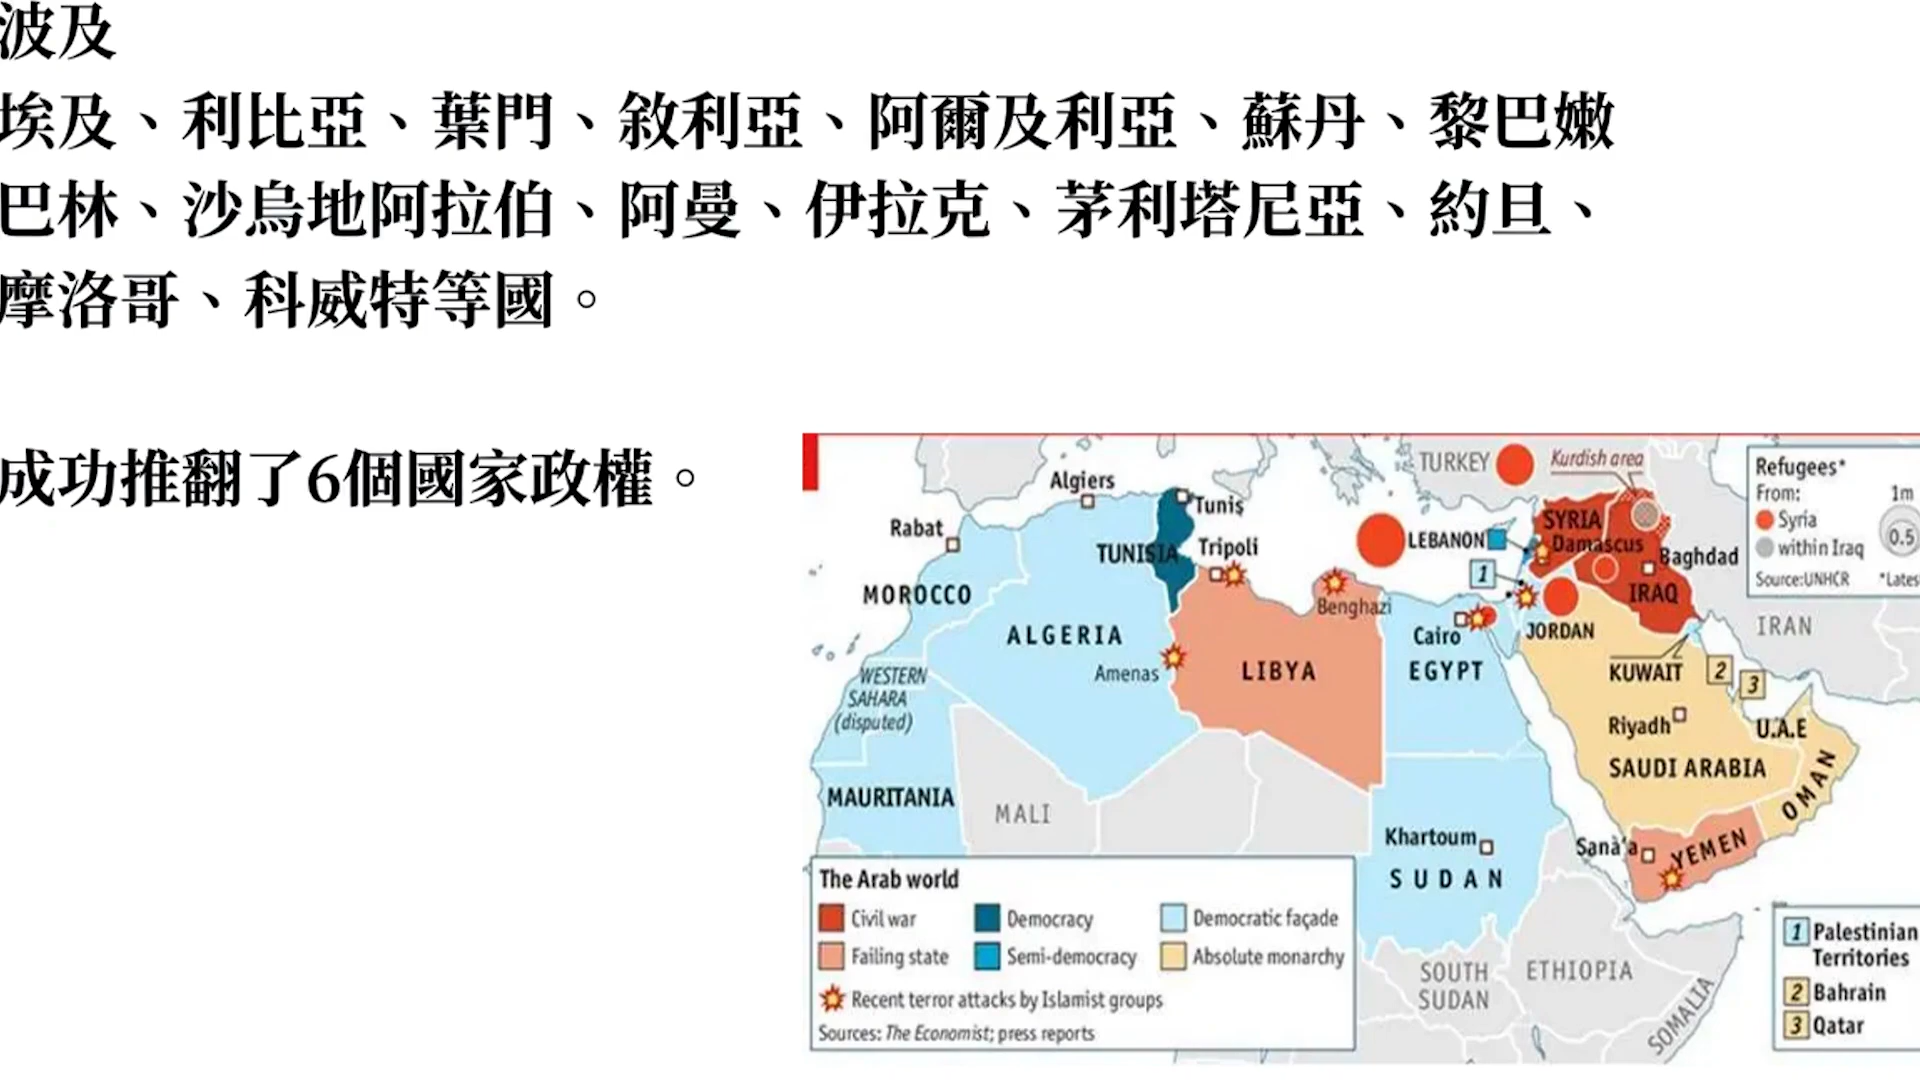 波及
埃及、利比亞、葉門、敘利亞、阿爾及利亞、蘇丹、黎巴嫩
巴林、沙烏地阿拉伯、阿曼、伊拉克、茅利塔尼亞、約旦、
摩洛哥、科威特等國。
成功推翻了6個國家政權。
TURKEY
Kurdish area
Refugees*
From:
1m
Syria
0.5
within Iraq
Source:UNHCR
*Lates
Algiers
Tunis
Rabat
TUNISIA
Tripoli
LEBANON
SYRIA
Damascus
Baghdad
1
IRAQ
MOROCCO
Benghazi
ALGERIA
Cairo
JORDAN
IRAN
Amenas
LIBYA
EGYPT
KUWAIT
2
3
WESTERN
SAHARA
(disputed)
Riyadh
U.A.E
SAUDI ARABIA
OMAN
MAURITANIA
MALI
Khartoum
SUDAN
Sanà'a
YEMEN
The Arab world
Civil war
Democracy
Democratic façade
Failing state
Semi-democracy
Absolute monarchy
Recent terror attacks by Islamist groups
Sources: The Economist; press reports
SOUTH
SUDAN
ETHIOPIA
SOMALIA
1 Palestinian
Territories
2 Bahrain
3 Qatar